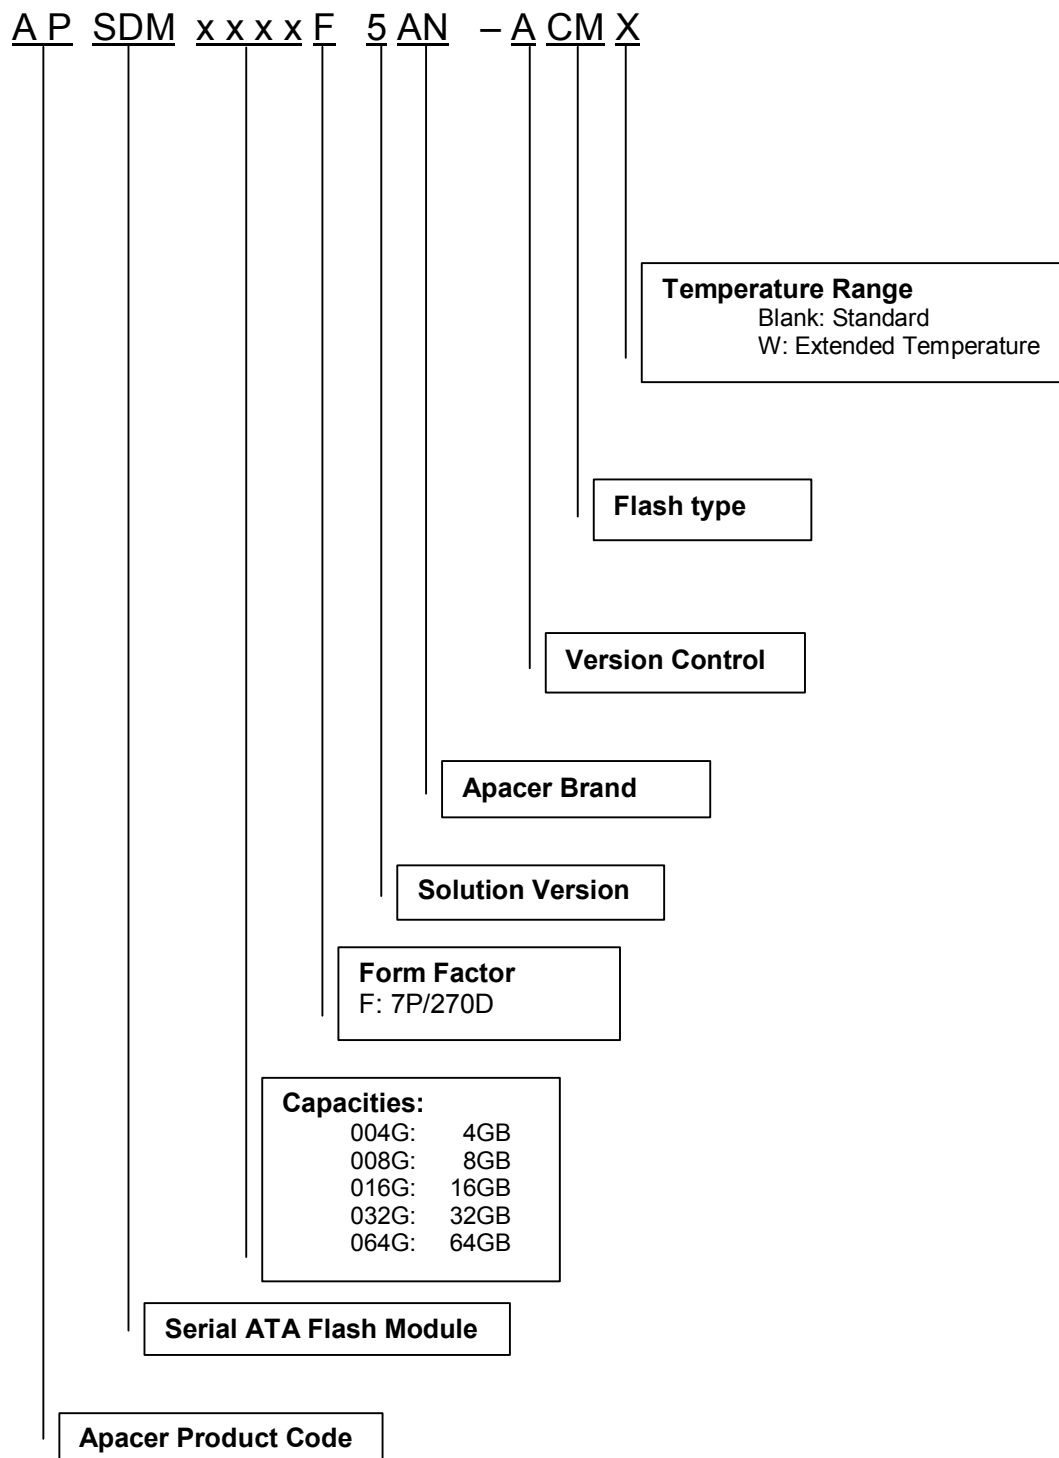 A P SDM x x x x F 5 AN – A CM X
Temperature Range
Blank: Standard
W: Extended Temperature
Flash type
Version Control
Apacer Brand
Solution Version
Form Factor
F: 7P/270D
Capacities:
004G: 4GB
008G: 8GB
016G: 16GB
032G: 32GB
064G: 64GB
Serial ATA Flash Module
Apacer Product Code